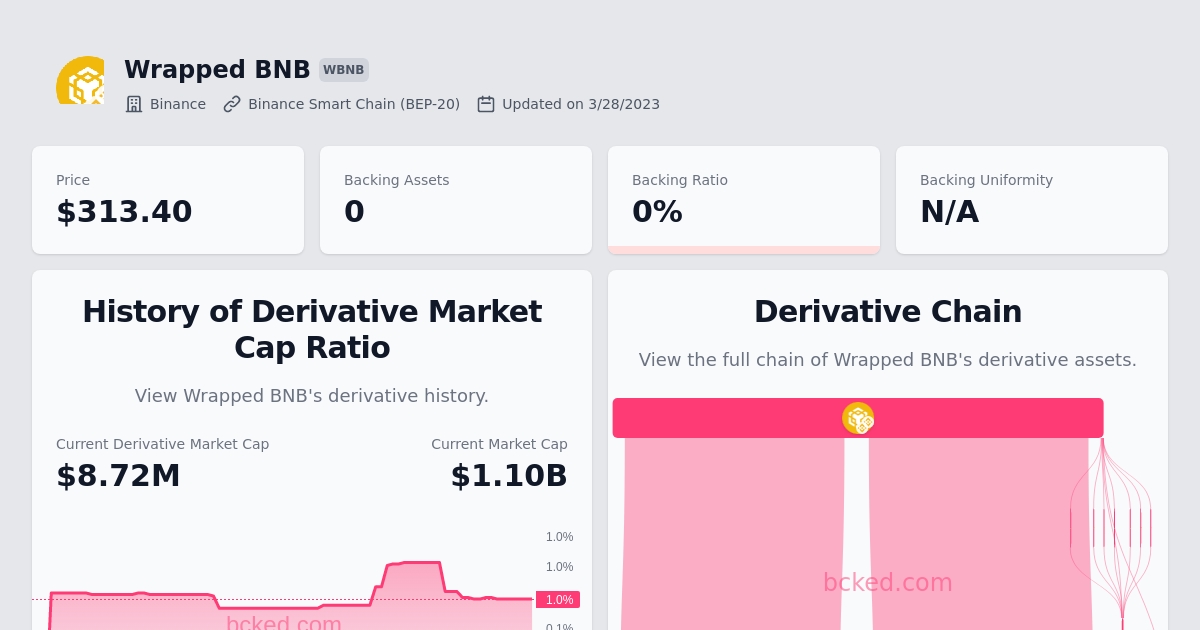 Wrapped BNB WBNB
Binance Binance Smart Chain (BEP-20) Updated on 3/28/2023
Price
$313.40
Backing Assets
0
Backing Ratio
0%
Backing Uniformity
N/A
History of Derivative Market
Cap Ratio
View Wrapped BNB's derivative history.
Current Derivative Market Cap
$8.72M
Current Market Cap
$1.10B
1.0%
1.0%
1.0%
0.1%
bcked.com
Derivative Chain
View the full chain of Wrapped BNB's derivative assets.
bcked.com